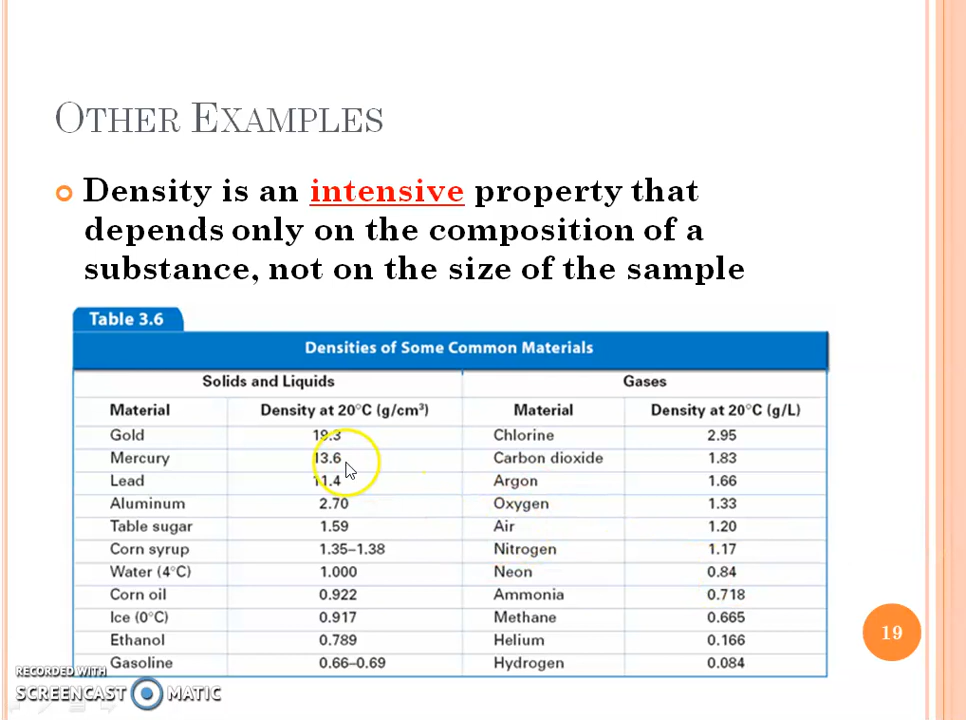 OTHER EXAMPLES
Density is an intensive property that
depends only on the composition of a
substance, not on the size of the sample
Table 3.6
Densities of Some Common Materials
Solids and Liquids Gases
Material Density at 20°C (g/cm³) Material Density at 20°C (g/L)
Gold 19.3 Chlorine 2.95
Mercury 13.6 Carbon dioxide 1.83
Lead 11.4 Argon 1.66
Aluminum 2.70 Oxygen 1.33
Table sugar 1.59 Air 1.20
Corn syrup 1.35–1.38 Nitrogen 1.17
Water (4°C) 1.000 Neon 0.84
Corn oil 0.922 Ammonia 0.718
Ice (0°C) 0.917 Methane 0.665
Ethanol 0.789 Helium 0.166
Gasoline 0.66–0.69 Hydrogen 0.084
19
RECORDED WITH
SCREENCAST MATIC